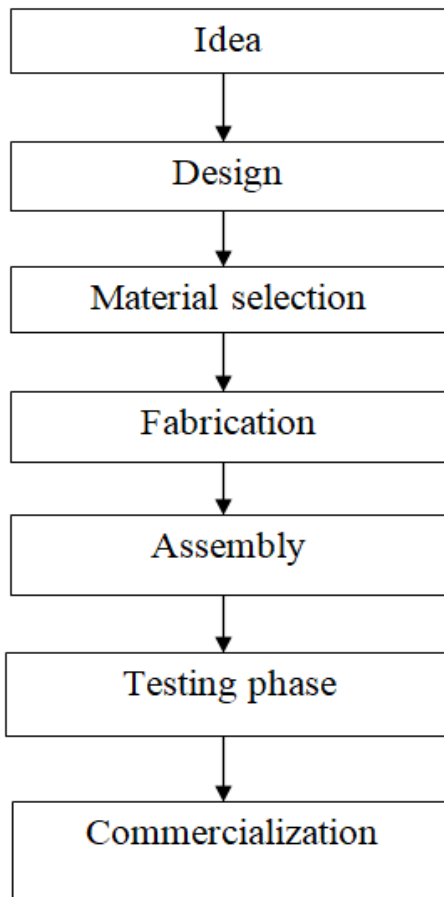 Idea
Design
Material selection
Fabrication
Assembly
Testing phase
Commercialization